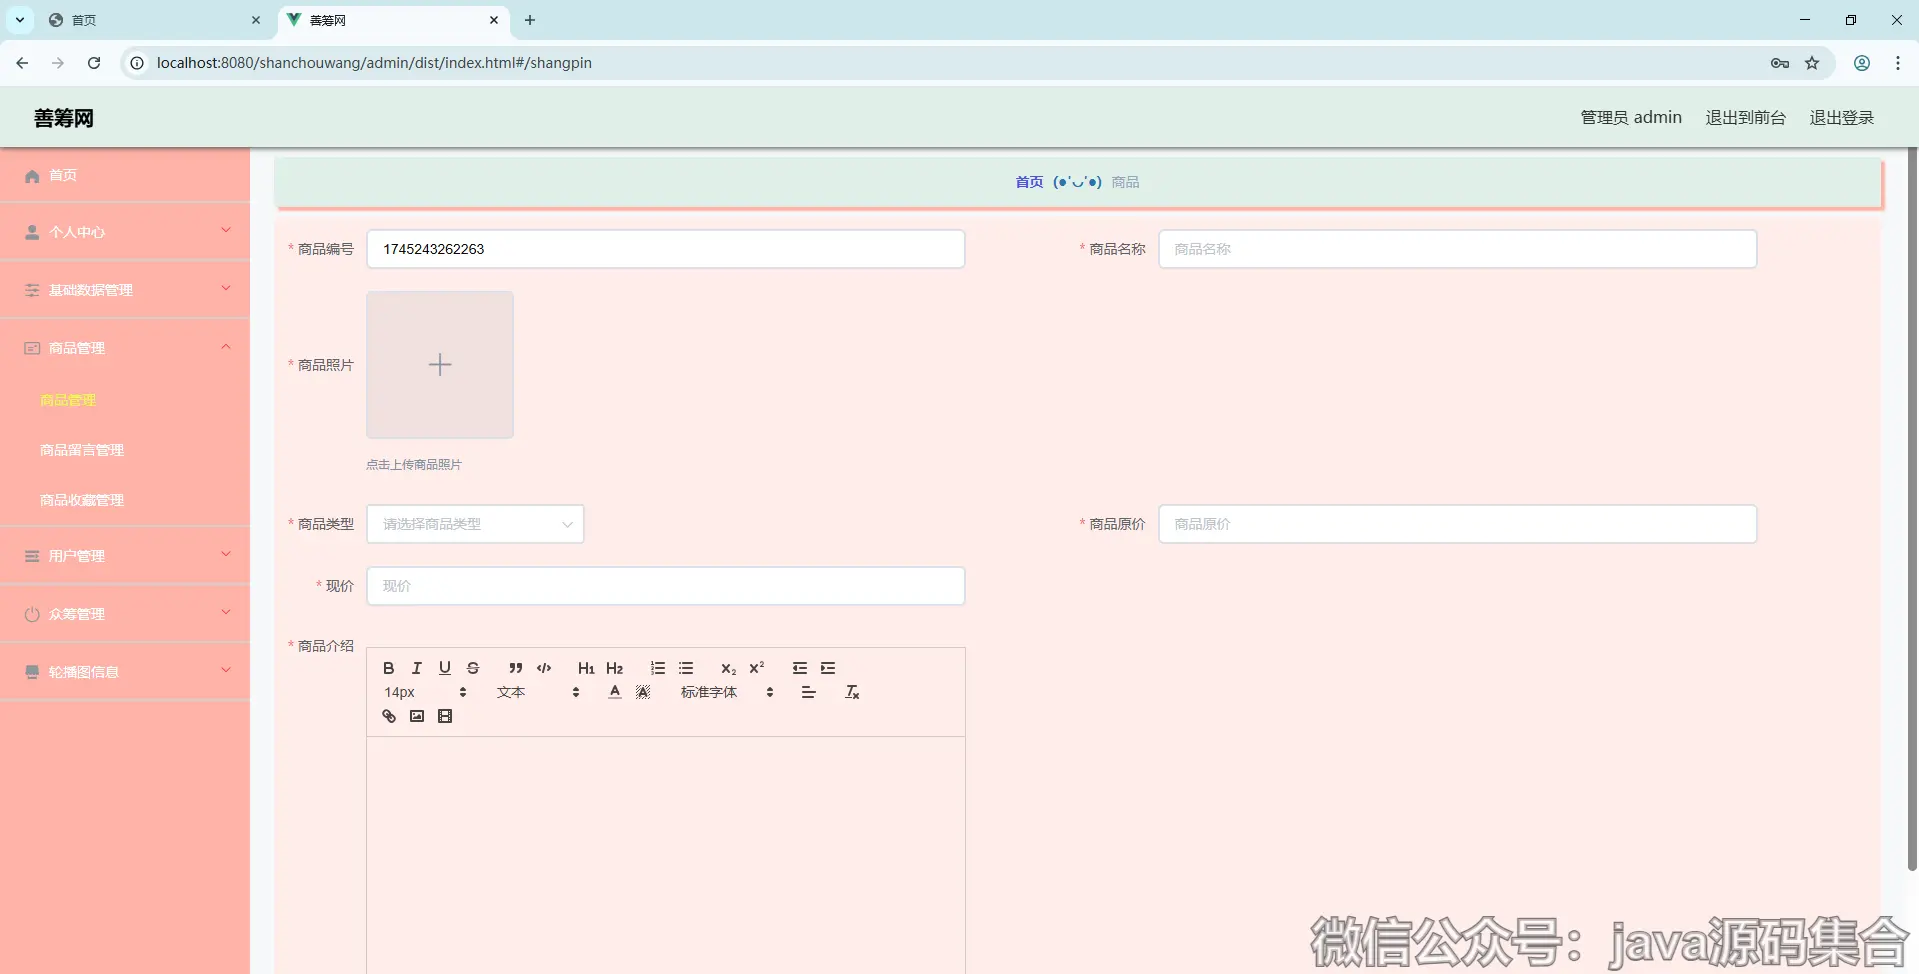 首页
善筹网
localhost:8080/shanchouwang/admin/dist/index.html#/shangpin
善筹网
管理员 admin
退出到前台
退出登录
首页
个人中心
基础数据管理
商品管理
商品管理
商品留言管理
商品收藏管理
用户管理
众筹管理
轮播图信息
首页 (●'◡'●) 商品
* 商品编号 1745243262263
* 商品名称 商品名称
* 商品照片
点击上传商品照片
* 商品类型 请选择商品类型
* 商品原价 商品原价
* 现价 现价
* 商品介绍
B I U S H1 H2 X2 X2
14px 文本 A A 标准字体 Tx
微信公众号：java源码集合